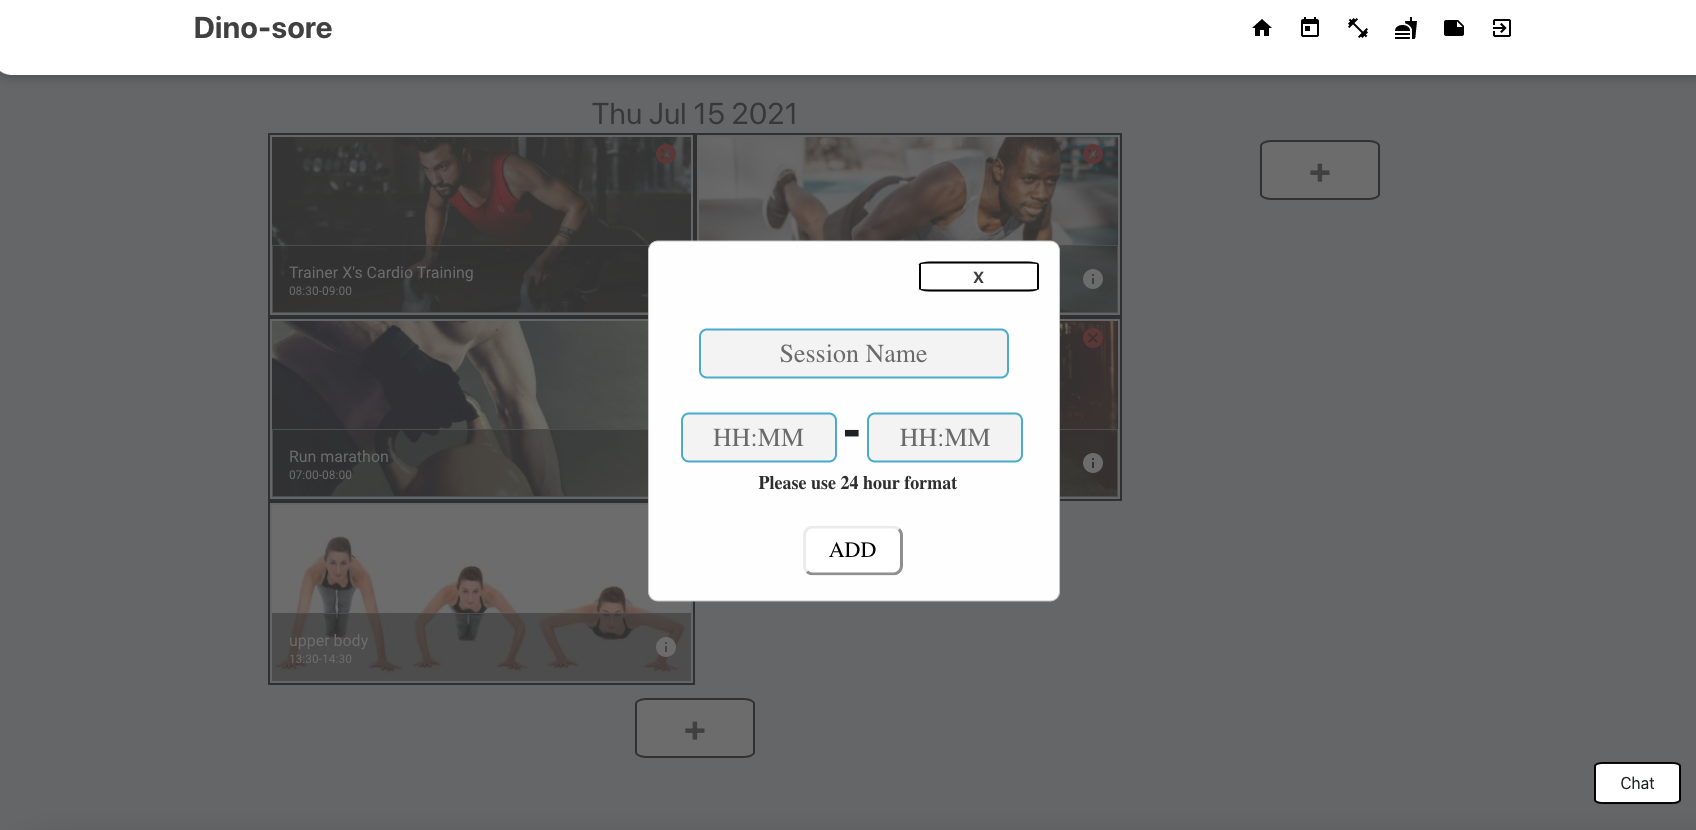 Dino-sore
Thu Jul 15 2021
+
Trainer X's Cardio Training
08:30-09:00
X
Session Name
HH:MM - HH:MM
Please use 24 hour format
ADD
Run marathon
07:00-08:00
upper body
13:30-14:30
+
Chat